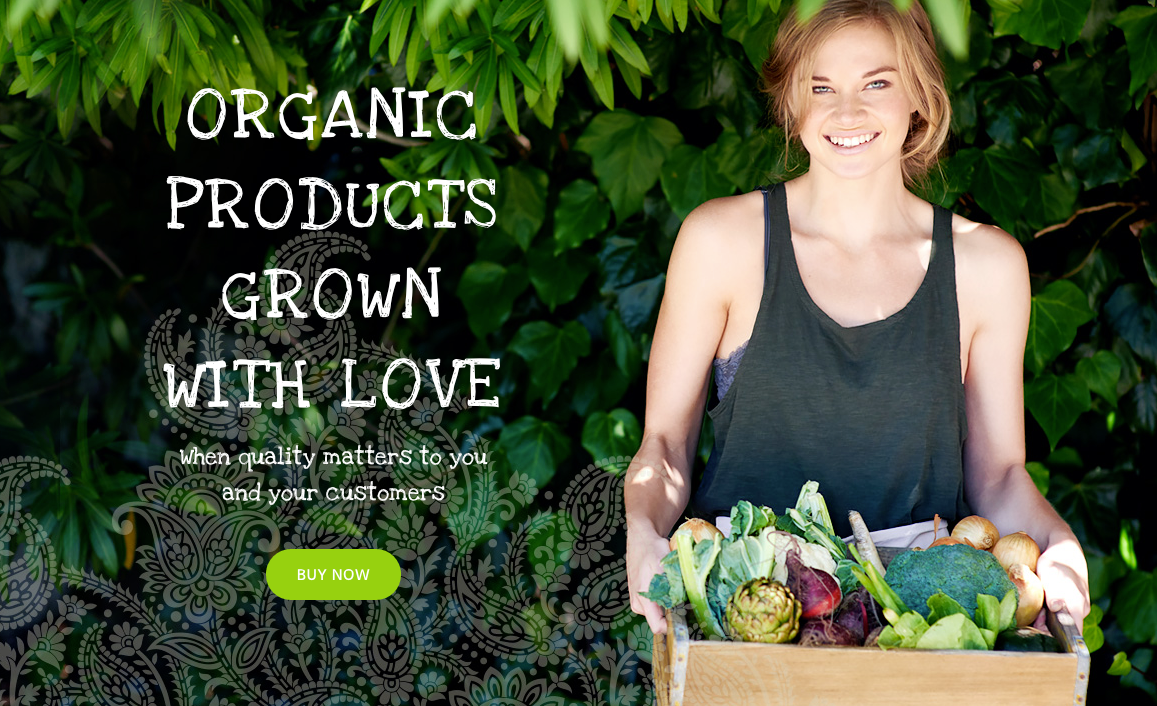 ORGANIC
PRODUCTS
GROWN
WITH LOVE
When quality matters to you
and your customers
BUY NOW